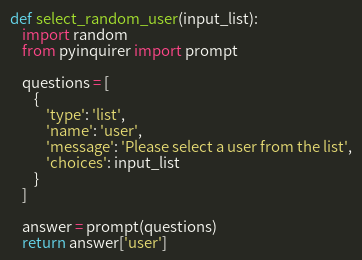 def select_random_user(input_list):
    import random
    from pyinquirer import prompt

    questions = [
        {
            'type': 'list',
            'name': 'user',
            'message': 'Please select a user from the list',
            'choices': input_list
        }
    ]

    answer = prompt(questions)
    return answer['user']